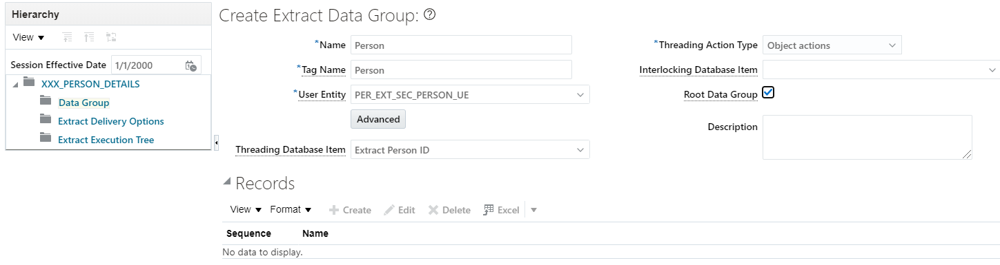 Hierarchy
View
Session Effective Date 1/1/2000
XXX_PERSON_DETAILS
Data Group
Extract Delivery Options
Extract Execution Tree
Create Extract Data Group: ?
*Name Person
*Tag Name Person
*User Entity PER_EXT_SEC_PERSON_UE
Advanced
Threading Database Item Extract Person ID
*Threading Action Type Object actions
Interlocking Database Item
Root Data Group
Description
Records
View Format Create Edit Delete Excel
Sequence Name
No data to display.